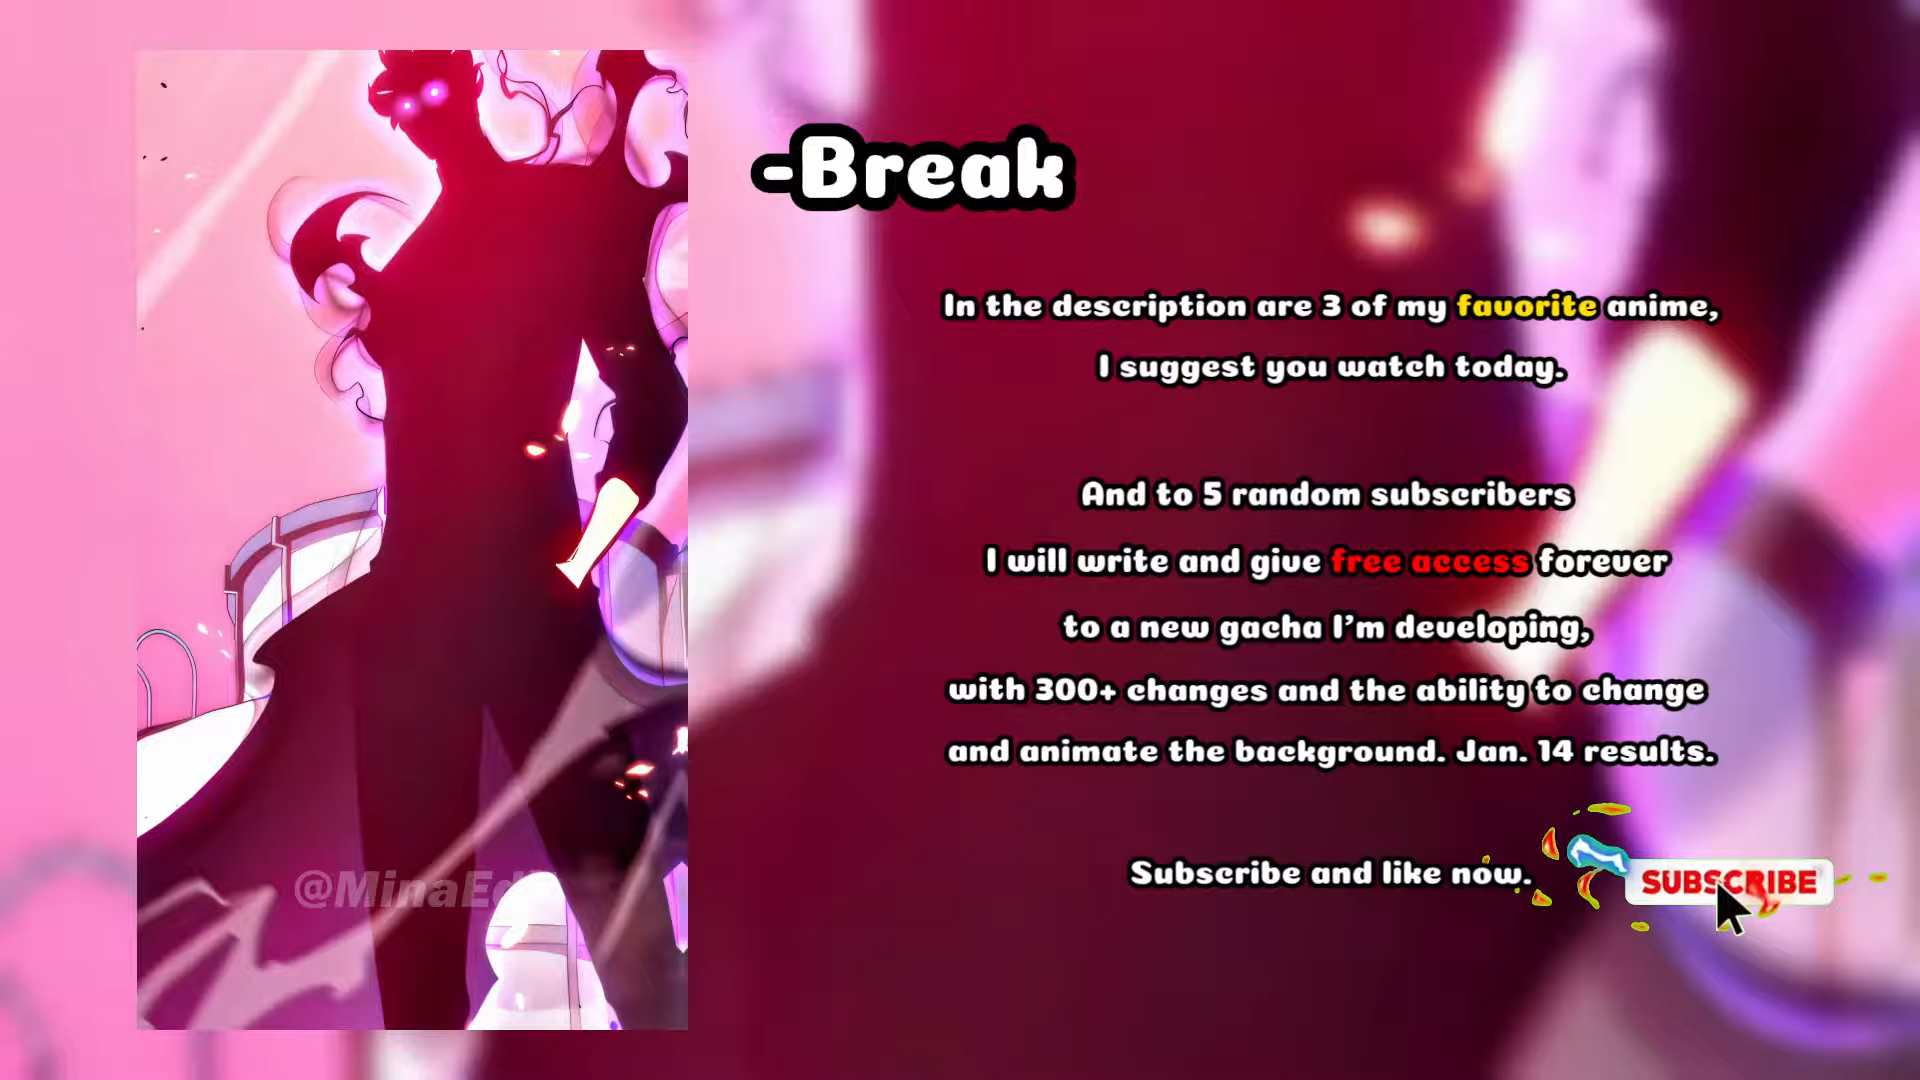 -Break
In the description are 3 of my favorite anime,
I suggest you watch today.
And to 5 random subscribers
I will write and give free access forever
to a new gacha I'm developing,
with 300+ changes and the ability to change
and animate the background. Jan. 14 results.
Subscribe and like now.
SUBSCRIBE